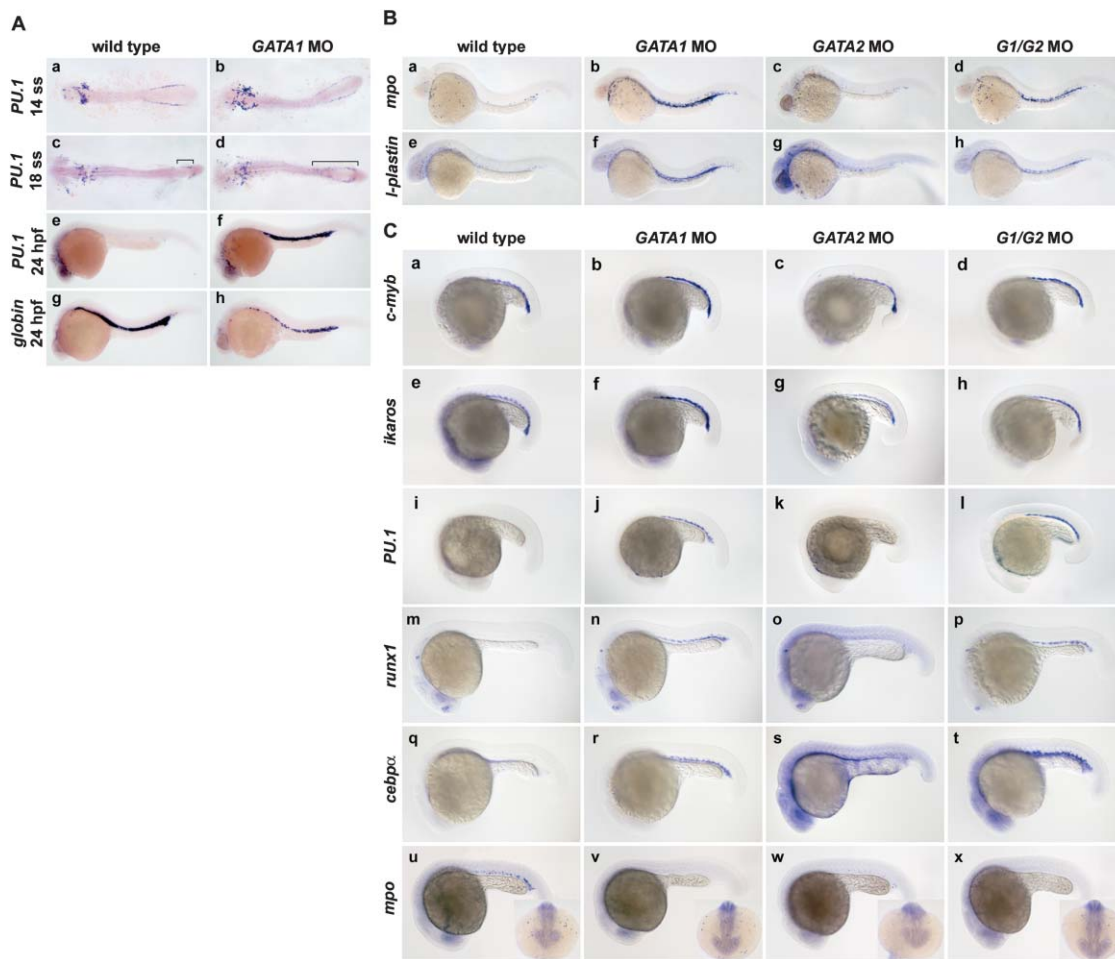 A
wild type GATA1 MO
PU.1 14 ss
a b
PU.1 18 ss
c d
PU.1 24 hpf
e f
globin 24 hpf
g h
B
wild type GATA1 MO GATA2 MO G1/G2 MO
mpo
a b c d
l-plastin
e f g h
C
wild type GATA1 MO GATA2 MO G1/G2 MO
c-myb
a b c d
ikaros
e f g h
PU.1
i j k l
runx1
m n o p
cebpα
q r s t
mpo
u v w x